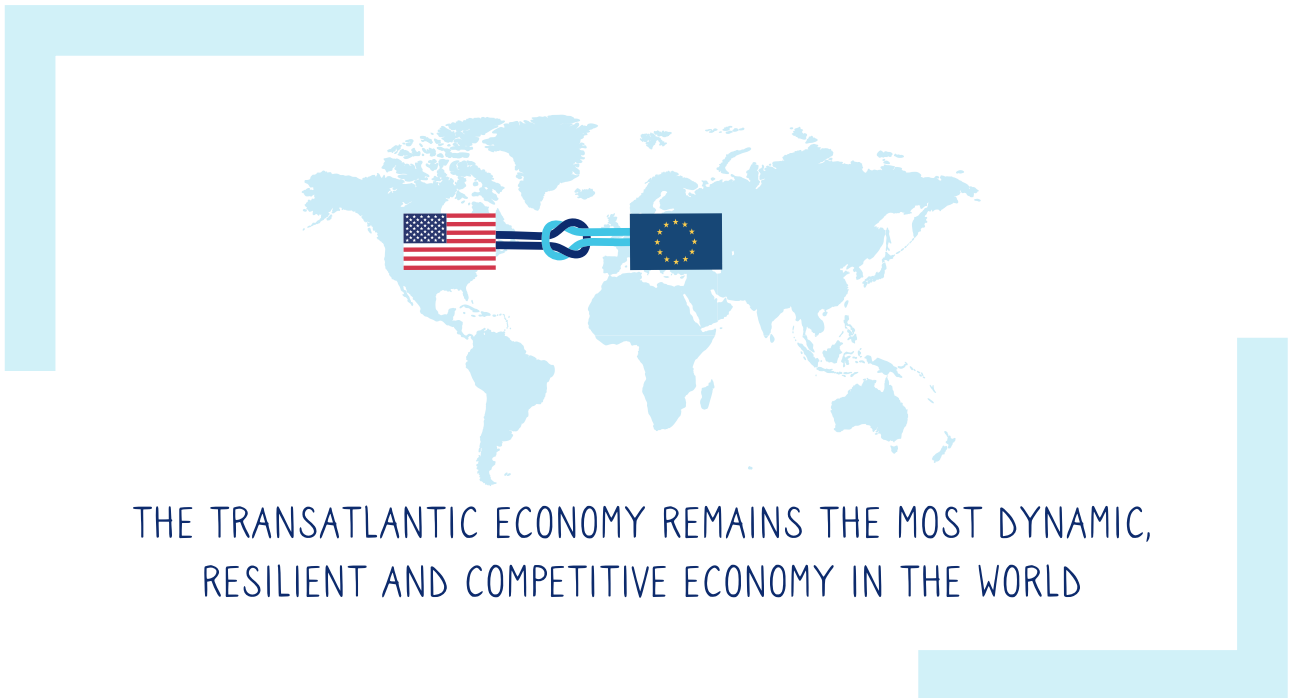 THE TRANSATLANTIC ECONOMY REMAINS THE MOST DYNAMIC,
RESILIENT AND COMPETITIVE ECONOMY IN THE WORLD